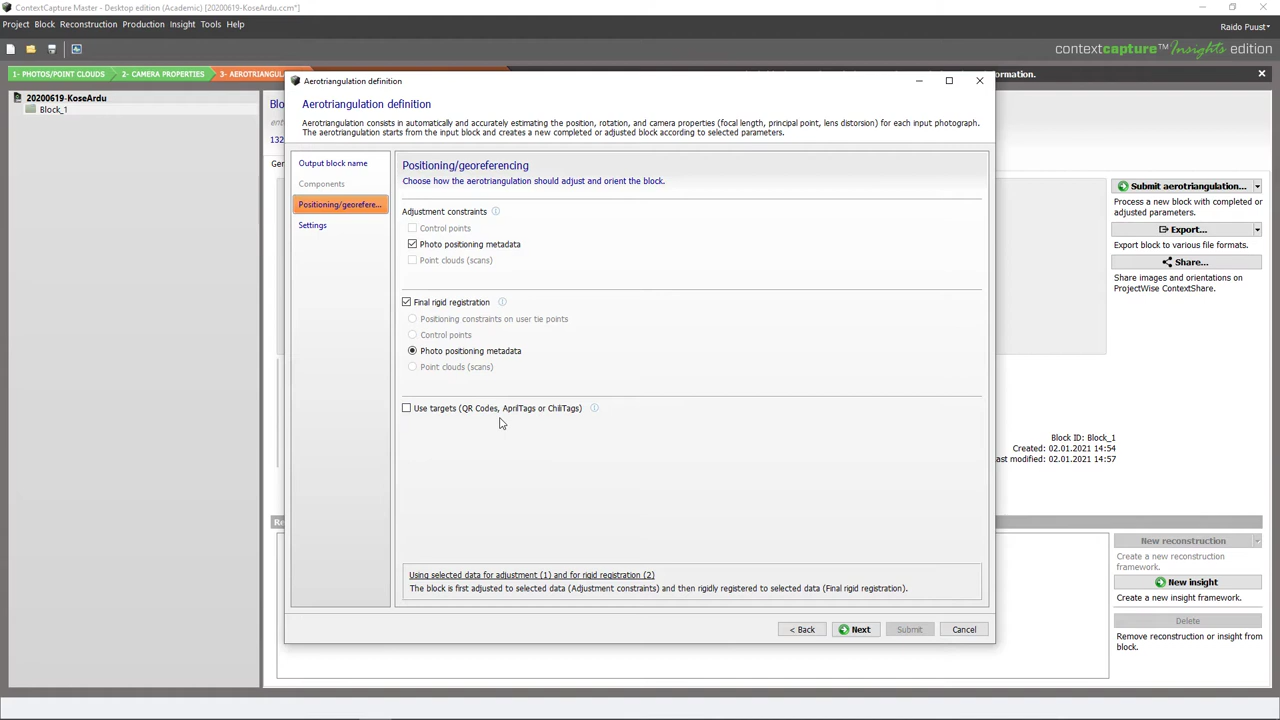 ContextCapture Master - Desktop edition (Academic) [20200619-KoseArdu.ccm*]
Project Block Reconstruction Production Insight Tools Help
Raido Puust
contextcapture™ Insights edition
1- PHOTOS/POINT CLOUDS 2- CAMERA PROPERTIES 3- AEROTRIANGUL
ormation.
20200619-KoseArdu
Block_1
Blo
132
Ge
Aerotriangulation definition
Aerotriangulation definition
Aerotriangulation consists in automatically and accurately estimating the position, rotation, and camera properties (focal length, principal point, lens distorsion) for each input photograph.
The aerotriangulation starts from the input block and creates a new completed or adjusted block according to selected parameters.
Output block name
Components
Positioning/georefere...
Settings
Positioning/georeferencing
Choose how the aerotriangulation should adjust and orient the block.
Adjustment constraints
Control points
Photo positioning metadata
Point clouds (scans)
Final rigid registration
Positioning constraints on user tie points
Control points
Photo positioning metadata
Point clouds (scans)
Use targets (QR Codes, AprilTags or ChiliTags)
Using selected data for adjustment (1) and for rigid registration (2)
The block is first adjusted to selected data (Adjustment constraints) and then rigidly registered to selected data (Final rigid registration).
< Back Next Submit Cancel
Submit aerotriangulation...
Process a new block with completed or
adjusted parameters.
Export...
Export block to various file formats.
Share...
Share images and orientations on
ProjectWise ContextShare.
Block ID: Block_1
Created: 02.01.2021 14:54
ast modified: 02.01.2021 14:57
Re
New reconstruction
Create a new reconstruction
framework.
New insight
Create a new insight framework.
Delete
Remove reconstruction or insight from
block.